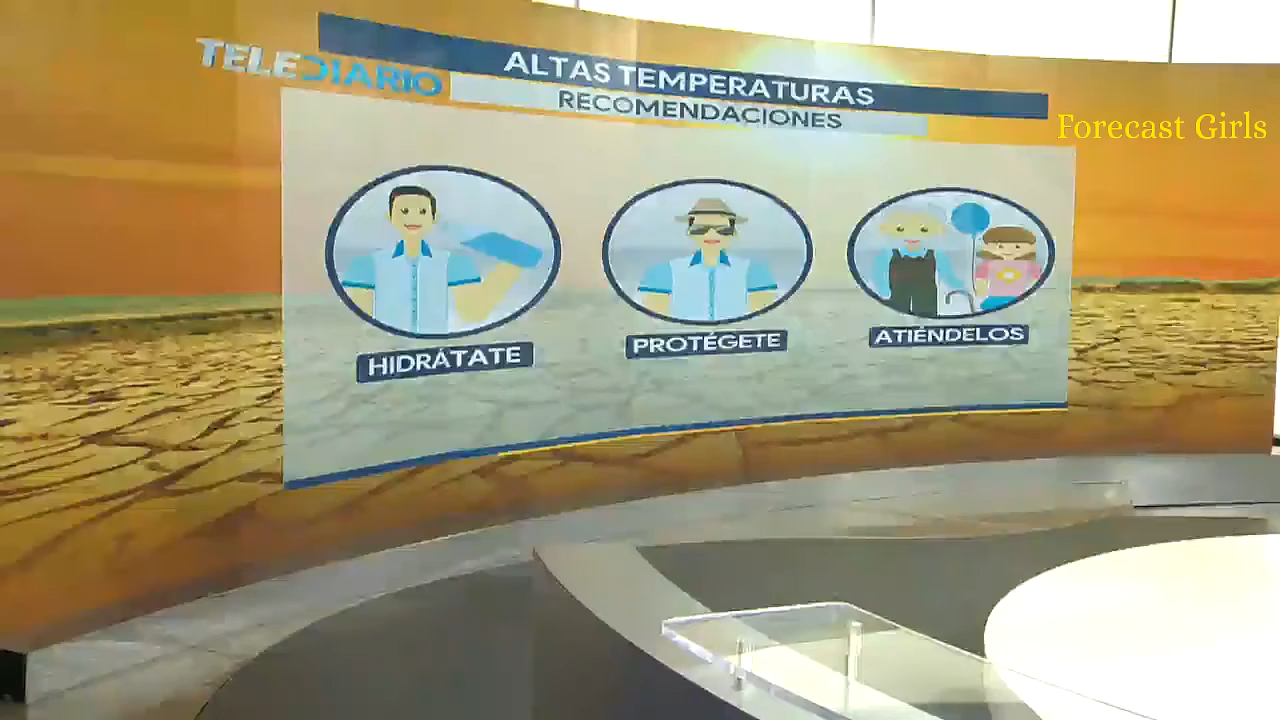 TELEDIARIO
ALTAS TEMPERATURAS
RECOMENDACIONES
Forecast Girls
HIDRÁTATE
PROTÉGETE
ATIÉNDELOS